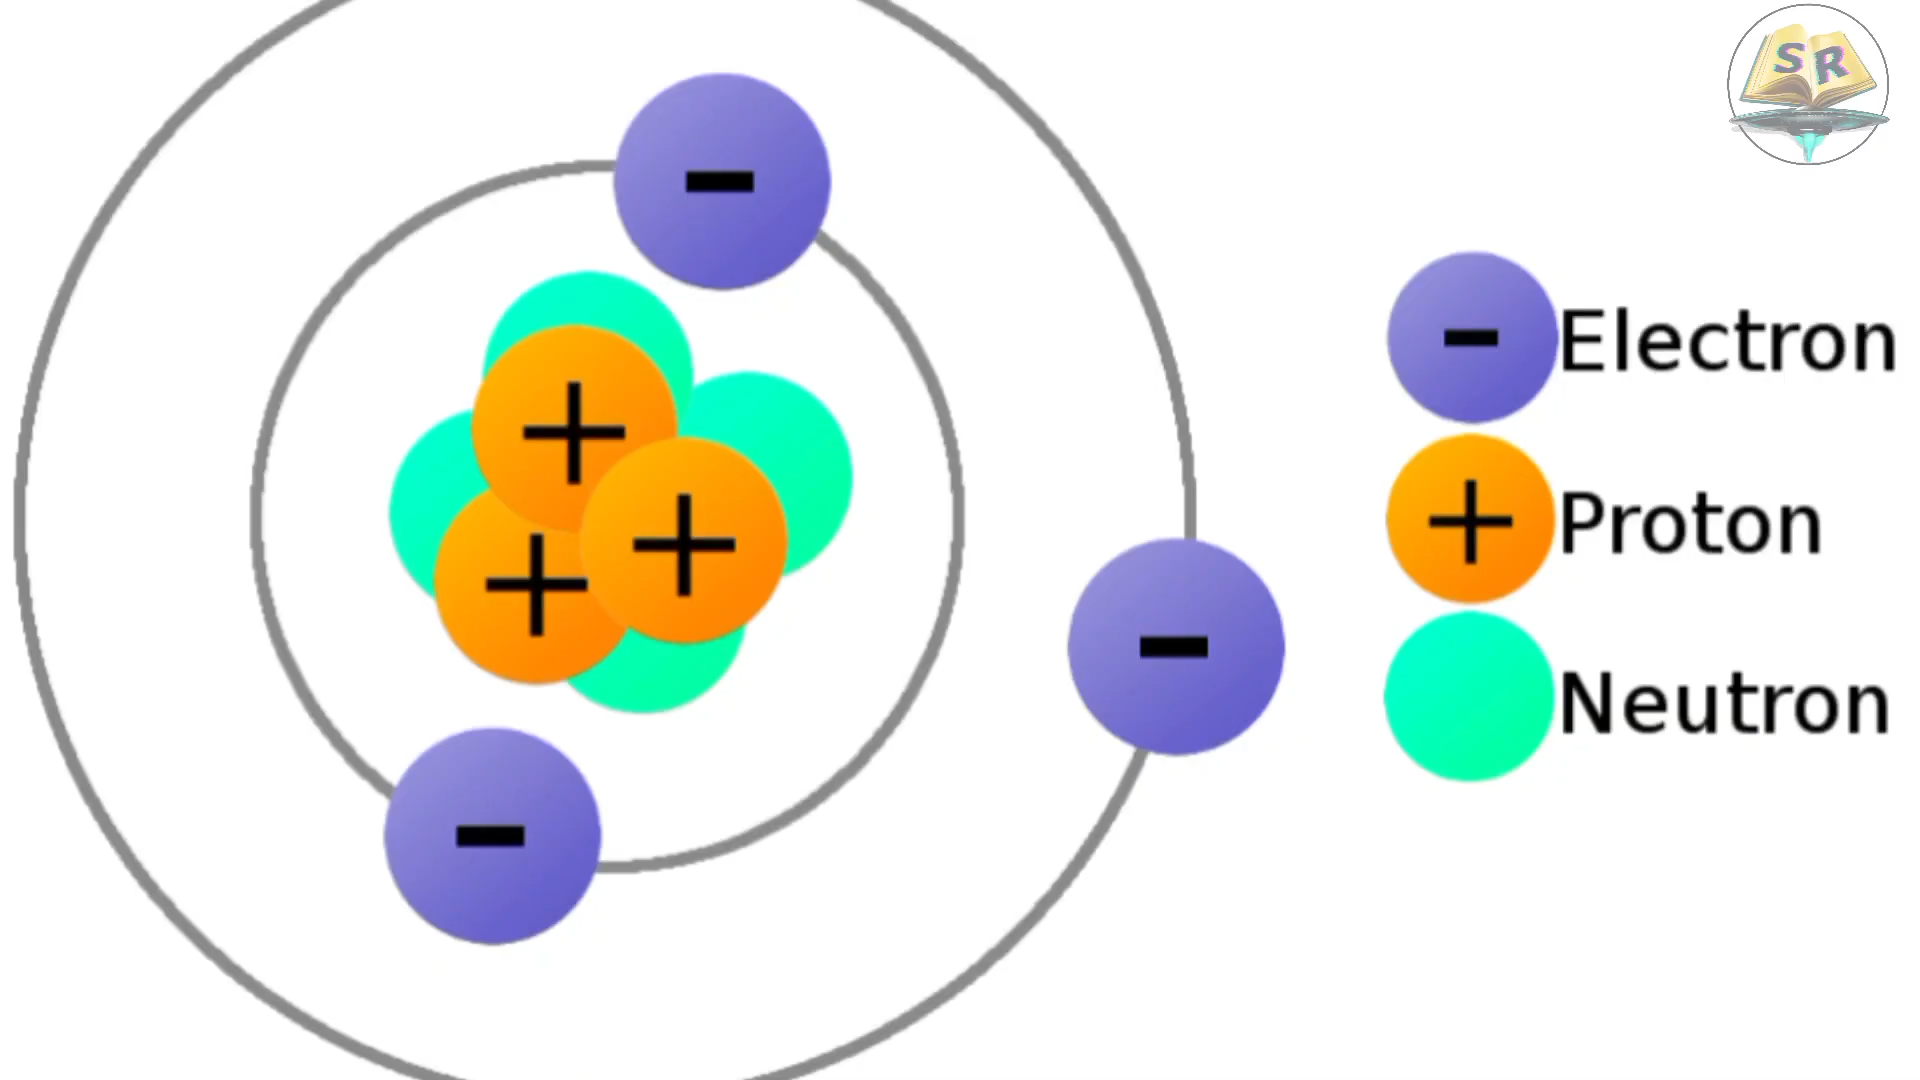 SR
-
Electron
+
-
+
Proton
+
-
Neutron
-